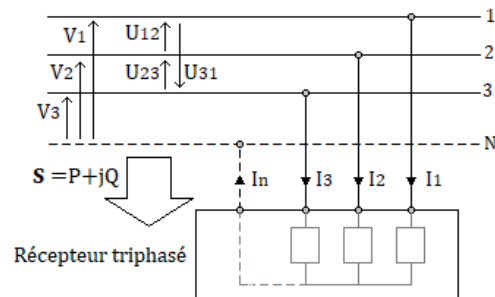 1
V1
U12
2
V2
U23
U31
3
V3
N
S =P+jQ
In
I3
I2
I1
Récepteur triphasé